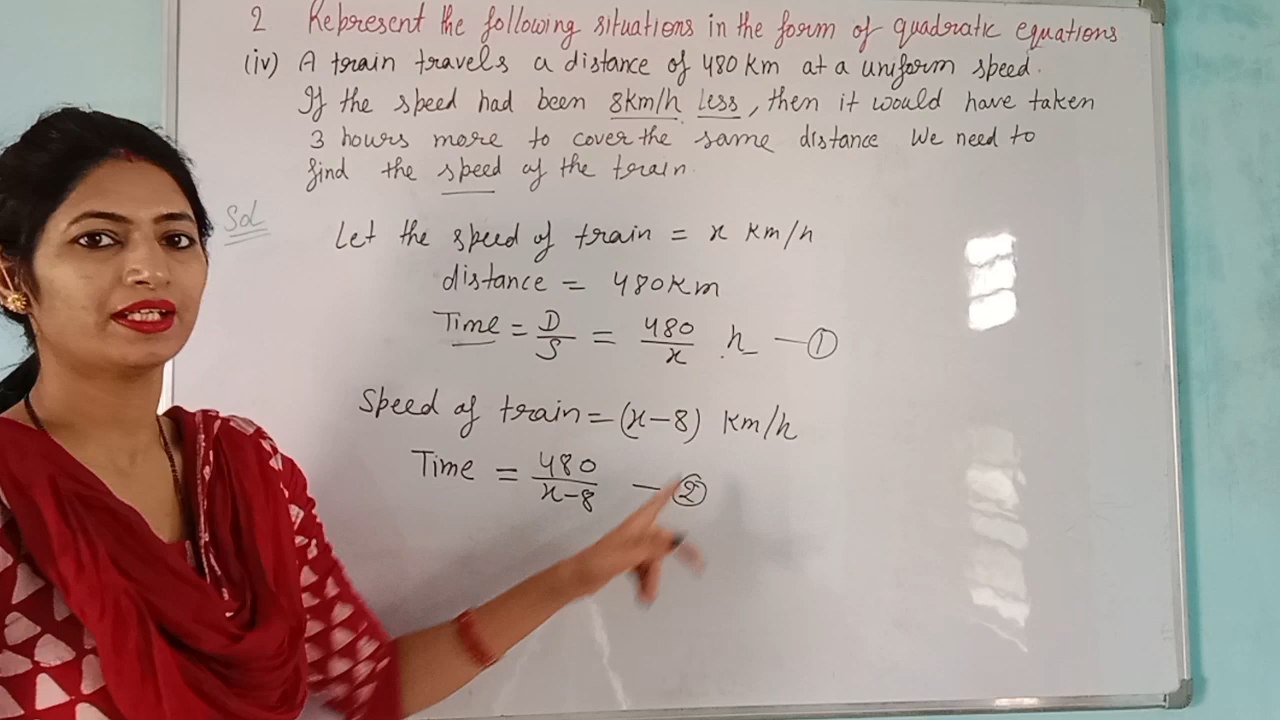 2 Represent the following situations in the form of quadratic equations
(iv) A train travels a distance of 480 Km at a uniform speed.
If the speed had been 8km/h less, then it would have taken
3 hours more to cover the same distance We need to
find the speed of the train.
Sol
Let the speed of train = x Km/h
distance = 480Km
Time = D/S = 480/x h — ①
Speed of train = (x-8) Km/h
Time = 480/x-8 — ②